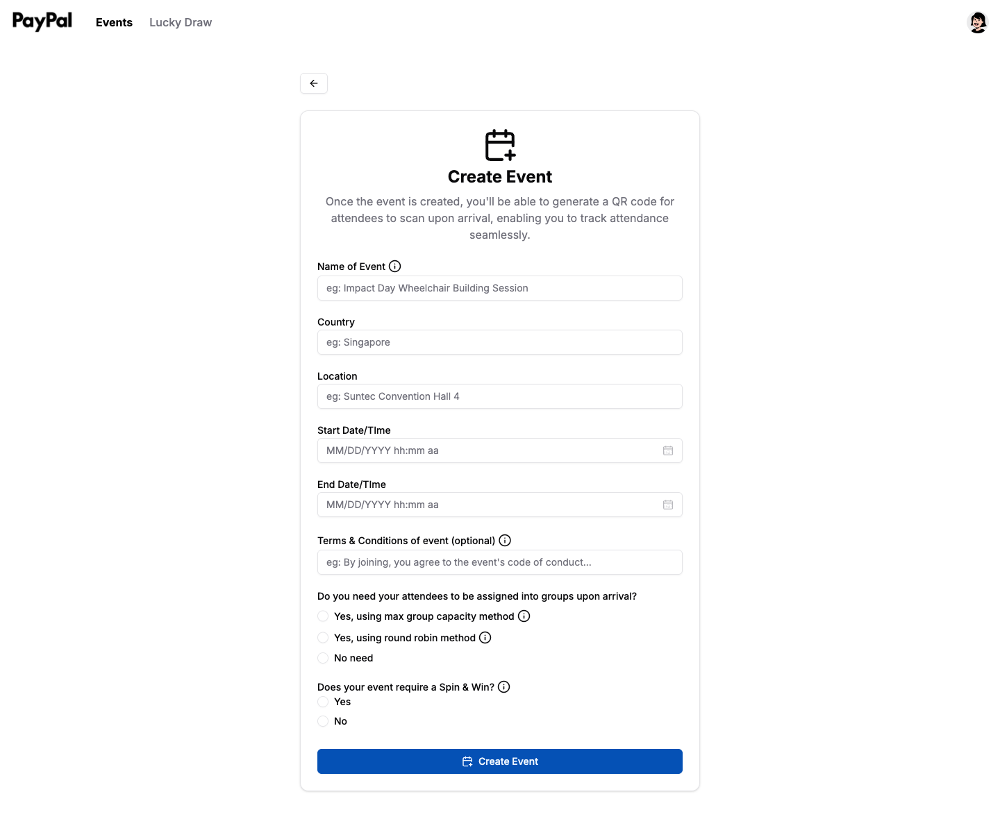 PayPal
Events
Lucky Draw
Create Event
Once the event is created, you'll be able to generate a QR code for
attendees to scan upon arrival, enabling you to track attendance
seamlessly.
Name of Event
eg: Impact Day Wheelchair Building Session
Country
eg: Singapore
Location
eg: Suntec Convention Hall 4
Start Date/TIme
MM/DD/YYYY hh:mm aa
End Date/TIme
MM/DD/YYYY hh:mm aa
Terms & Conditions of event (optional)
eg: By joining, you agree to the event's code of conduct...
Do you need your attendees to be assigned into groups upon arrival?
Yes, using max group capacity method
Yes, using round robin method
No need
Does your event require a Spin & Win?
Yes
No
Create Event